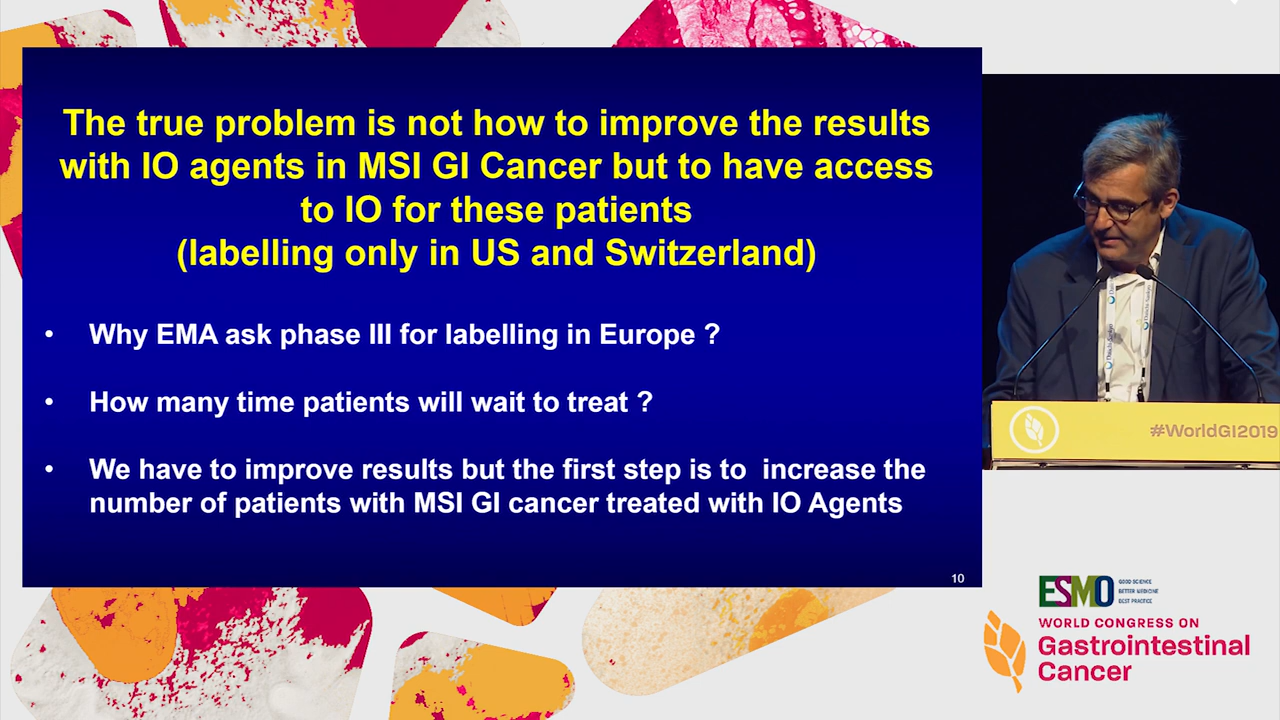 The true problem is not how to improve the results
with IO agents in MSI GI Cancer but to have access
to IO for these patients
(labelling only in US and Switzerland)
• Why EMA ask phase III for labelling in Europe ?
• How many time patients will wait to treat ?
• We have to improve results but the first step is to increase the
number of patients with MSI GI cancer treated with IO Agents
10
#WorldGI2019
ESMO
GOOD SCIENCE
BETTER MEDICINE
BEST PRACTICE
WORLD CONGRESS ON
Gastrointestinal
Cancer